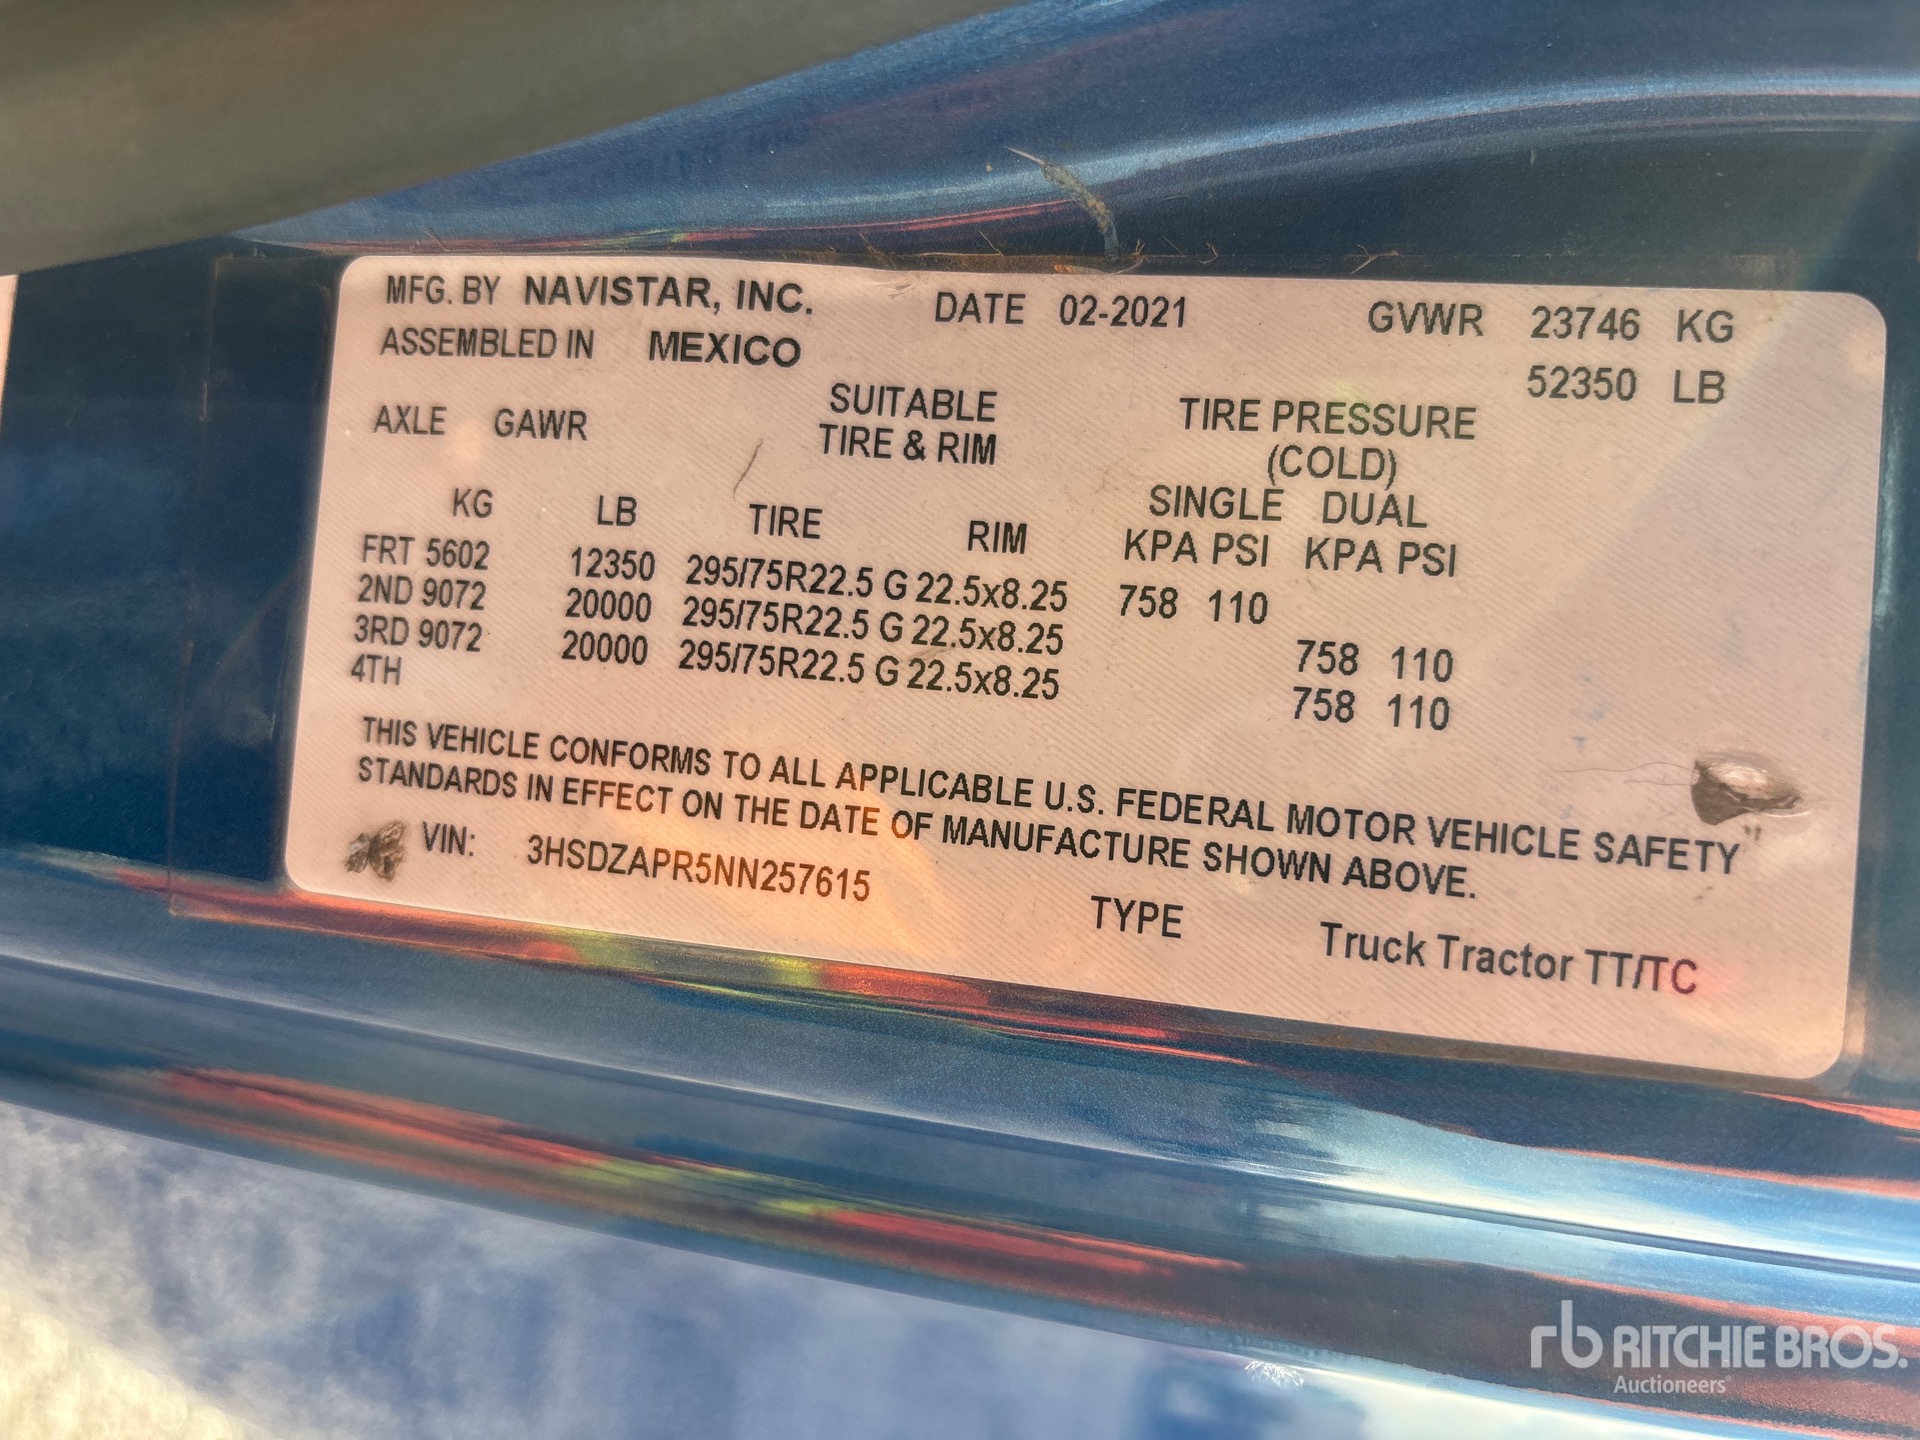 MFG. BY NAVISTAR, INC. DATE 02-2021 GVWR 23746 KG
ASSEMBLED IN MEXICO 52350 LB
AXLE GAWR SUITABLE TIRE PRESSURE
TIRE & RIM (COLD)
SINGLE DUAL
KG LB TIRE RIM KPA PSI KPA PSI
FRT 5602 12350 295/75R22.5 G 22.5x8.25 758 110
2ND 9072 20000 295/75R22.5 G 22.5x8.25 758 110
3RD 9072 20000 295/75R22.5 G 22.5x8.25 758 110
4TH
THIS VEHICLE CONFORMS TO ALL APPLICABLE U.S. FEDERAL MOTOR VEHICLE SAFETY
STANDARDS IN EFFECT ON THE DATE OF MANUFACTURE SHOWN ABOVE.
VIN: 3HSDZAPR5NN257615 TYPE Truck Tractor TT/TC
rb RITCHIE BROS.
Auctioneers